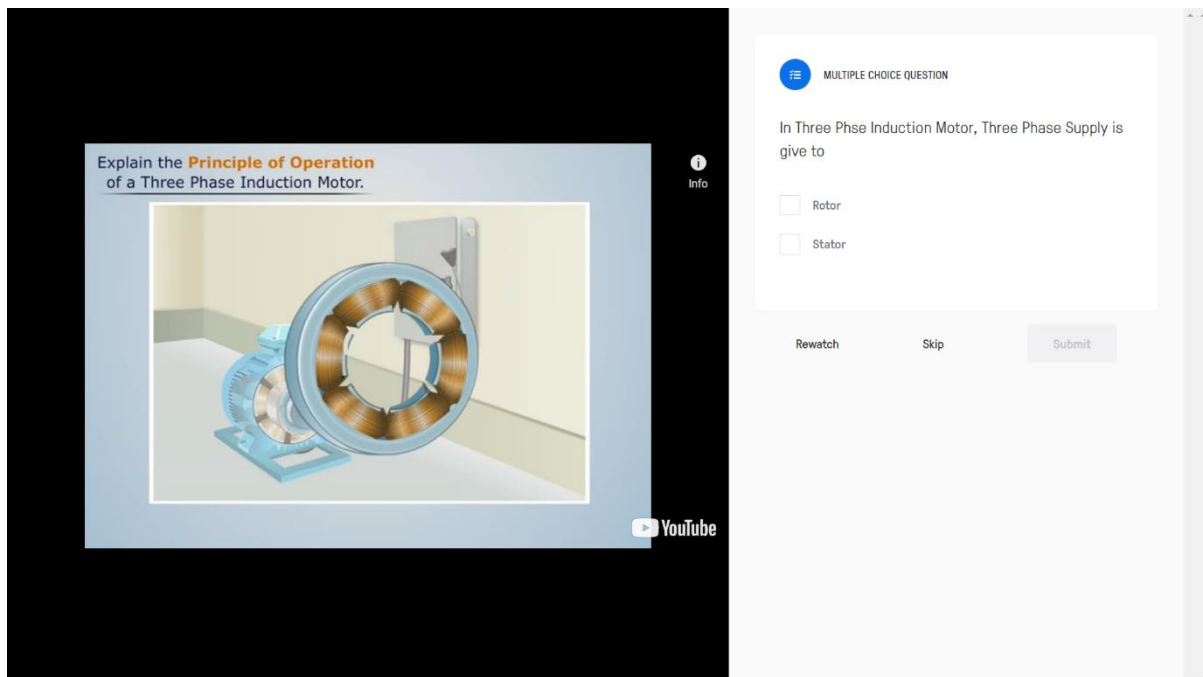 Explain the Principle of Operation
of a Three Phase Induction Motor.
Info
YouTube
MULTIPLE CHOICE QUESTION
In Three Phse Induction Motor, Three Phase Supply is
give to
Rotor
Stator
Rewatch
Skip
Submit